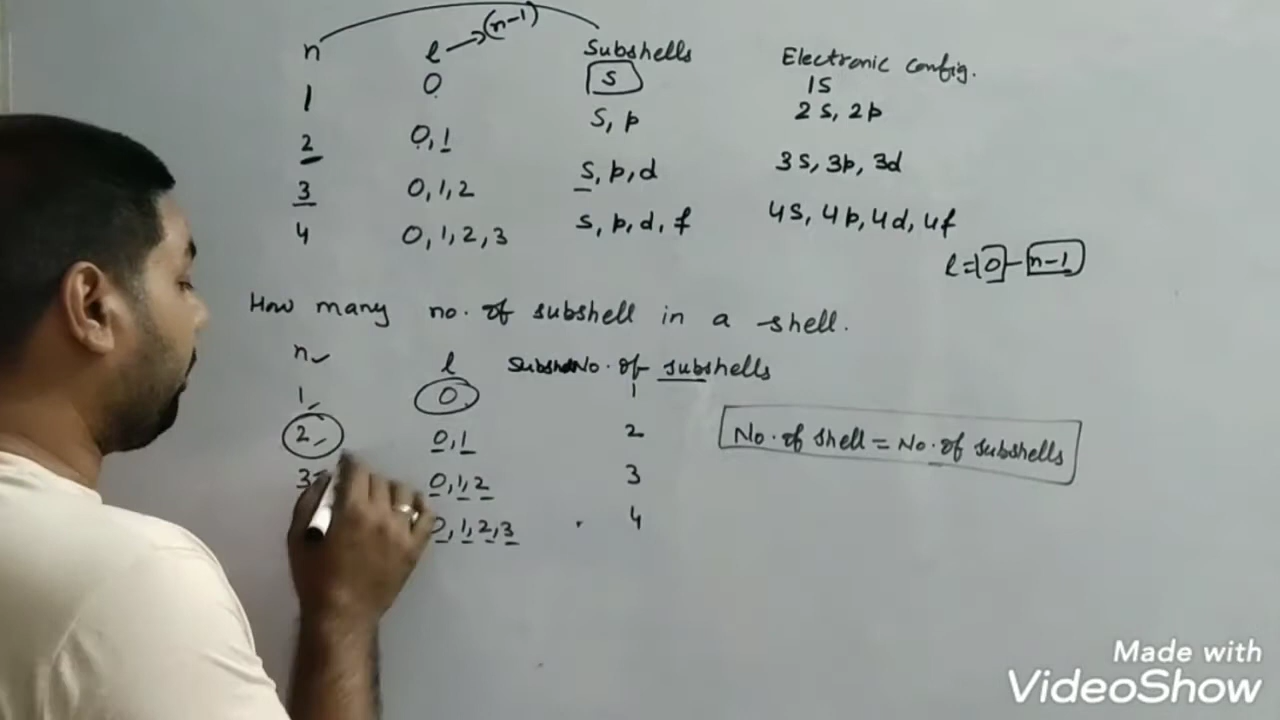 n l → (n-1) Subshells Electronic config.
1 0 s 1s
2 0, 1 s, p 2s, 2p
3 0, 1, 2 s, p, d 3s, 3p, 3d
4 0, 1, 2, 3 s, p, d, f 4s, 4p, 4d, 4f
l = 0 - n-1
How many no. of subshell in a shell.
n l No. of subshells
1 0 1
2 0, 1 2
No. of shell = No. of subshells
3 0, 1, 2 3
0, 1, 2, 3 4
Made with
VideoShow